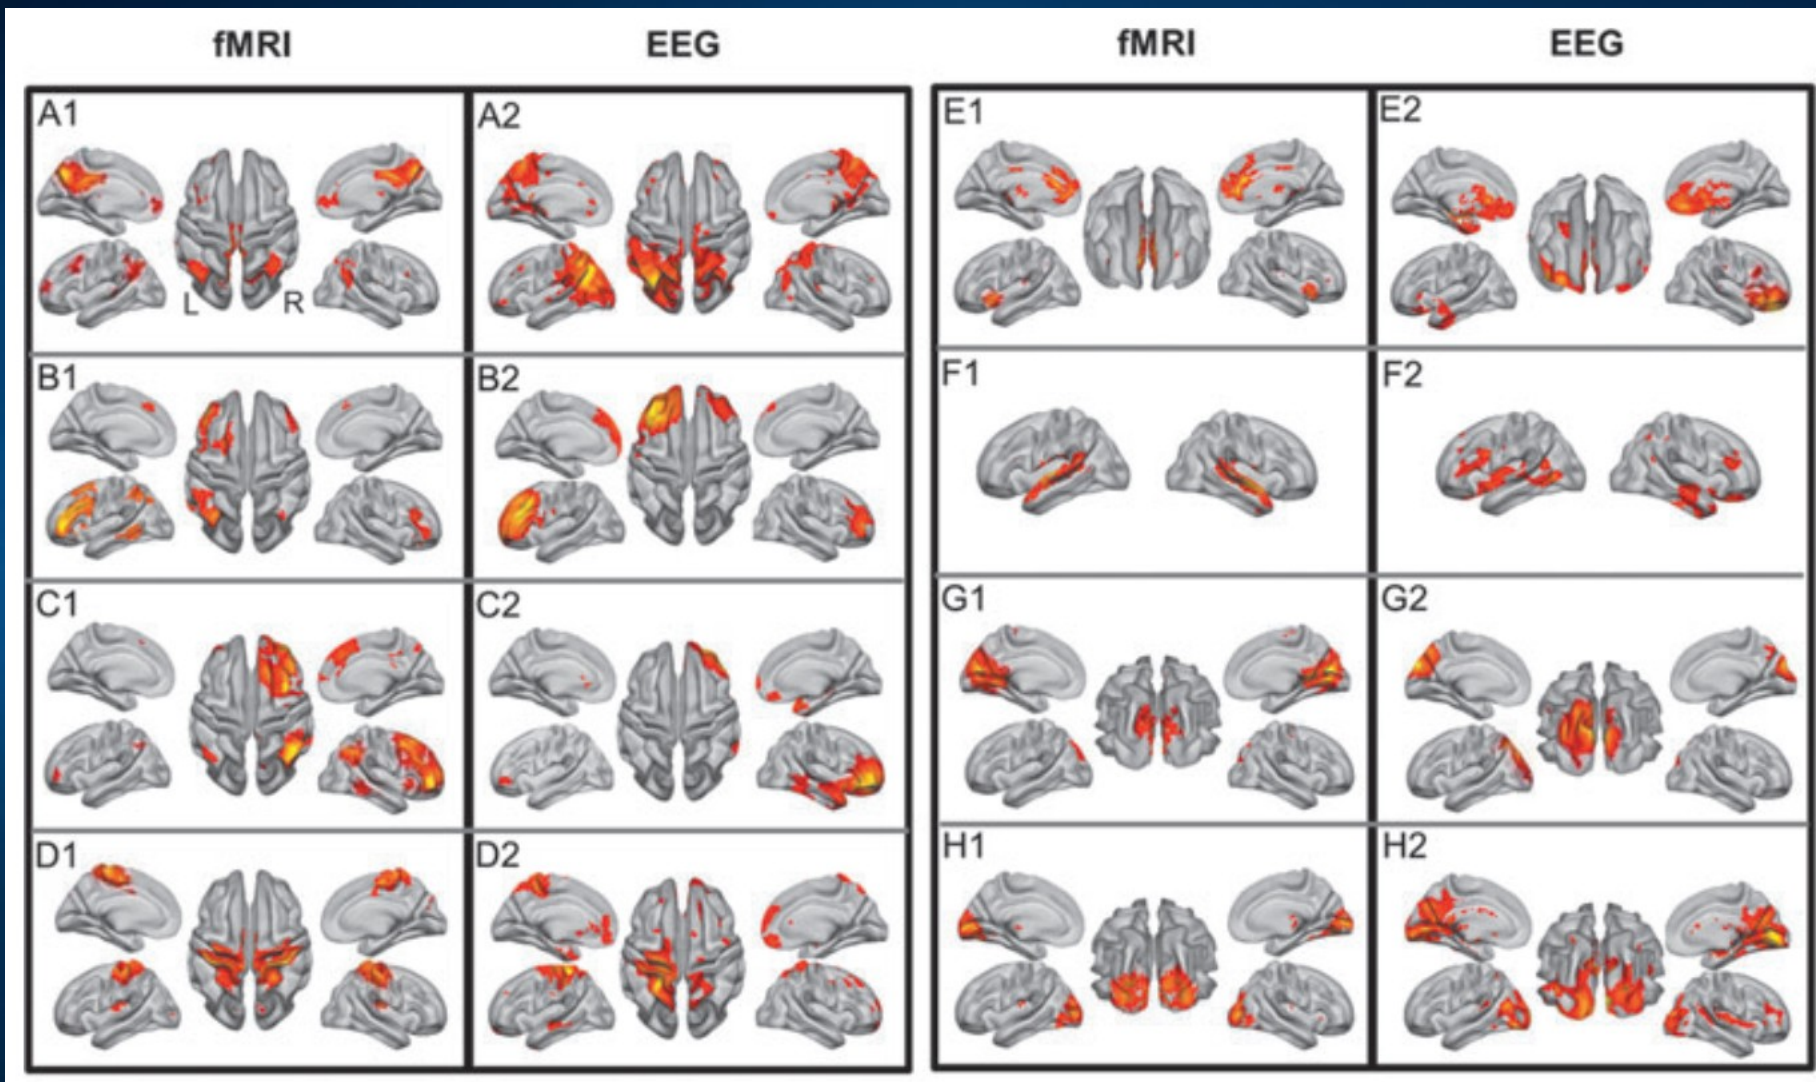 fMRI EEG fMRI EEG
A1 A2 E1 E2
L R
B1 B2 F1 F2
C1 C2 G1 G2
D1 D2 H1 H2